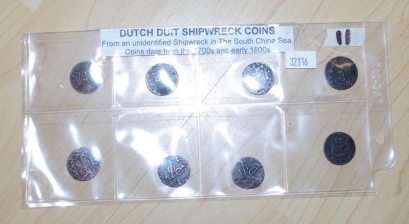 DUTCH DUIT SHIPWRECK COINS
From an unidentified Shipwreck in The South China Sea.
Coins date from the 1700s and early 1800s
32116